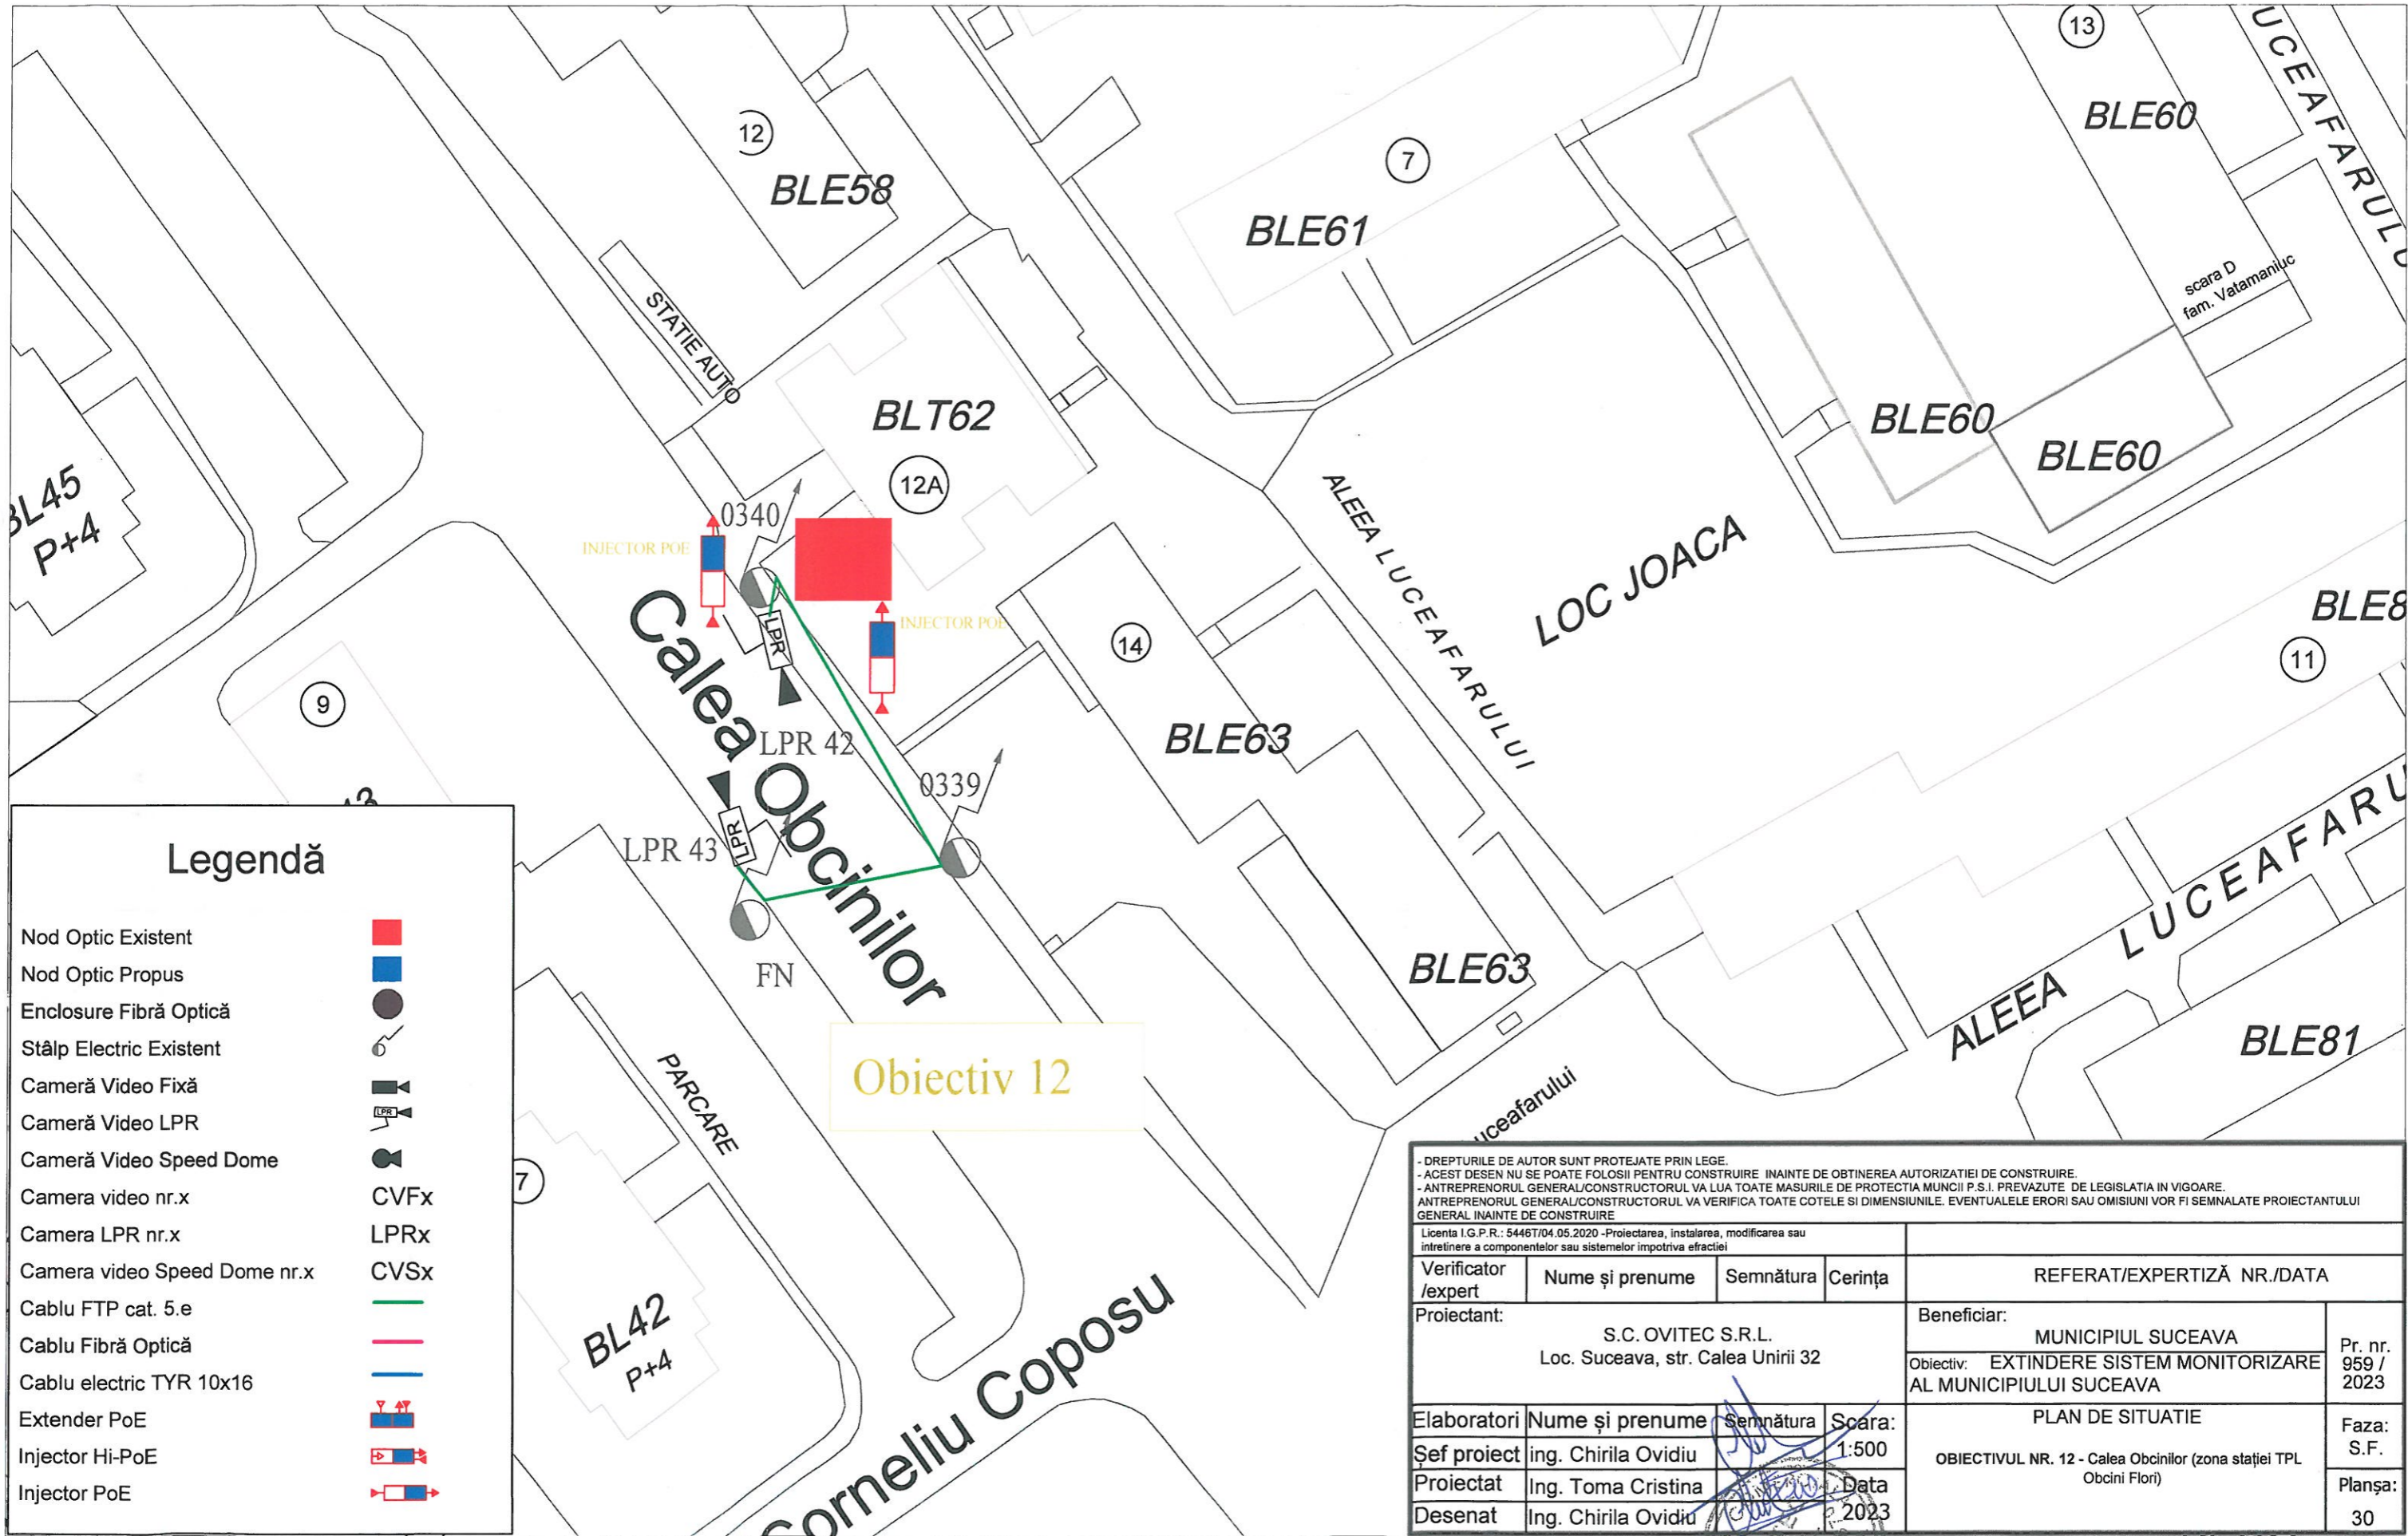 13
UCEAFARULU
BLE60
12
BLE58
7
BLE61
scara D
fam. Vatamaniuc
STATIE AUTO
BLT62
12A
BLE60
BLE60
BL45
P+4
0340
INJECTOR POE
INJECTOR POE
LPR
LPR 42
Calea Obcinilor
ALEEA LUCEAFARULUI
LOC JOACA
BLE8
11
14
BLE63
9
0339
LPR
LPR 43
FN
BLE63
ALEEA LUCEAFARU
BLE81
Obiectiv 12
PARCARE
7
BL42
P+4
uceafarului
Corneliu Coposu
Legendă
Nod Optic Existent
Nod Optic Propus
Enclosure Fibră Optică
Stâlp Electric Existent
Cameră Video Fixă
Cameră Video LPR
LPR
Cameră Video Speed Dome
Camera video nr.x CVFx
Camera LPR nr.x LPRx
Camera video Speed Dome nr.x CVSx
Cablu FTP cat. 5.e
Cablu Fibră Optică
Cablu electric TYR 10x16
Extender PoE
Injector Hi-PoE
Injector PoE
- DREPTURILE DE AUTOR SUNT PROTEJATE PRIN LEGE.
- ACEST DESEN NU SE POATE FOLOSII PENTRU CONSTRUIRE INAINTE DE OBTINEREA AUTORIZATIEI DE CONSTRUIRE.
- ANTREPRENORUL GENERAL/CONSTRUCTORUL VA LUA TOATE MASURILE DE PROTECTIA MUNCII P.S.I. PREVAZUTE DE LEGISLATIA IN VIGOARE.
ANTREPRENORUL GENERAL/CONSTRUCTORUL VA VERIFICA TOATE COTELE SI DIMENSIUNILE. EVENTUALELE ERORI SAU OMISIUNI VOR FI SEMNALATE PROIECTANTULUI
GENERAL INAINTE DE CONSTRUIRE
Licenta I.G.P.R.: 5446T/04.05.2020 -Proiectarea, instalarea, modificarea sau
intretinere a componentelor sau sistemelor impotriva efractiei
Verificator
/expert
Nume și prenume
Semnătura
Cerința
REFERAT/EXPERTIZĂ NR./DATA
Proiectant:
S.C. OVITEC S.R.L.
Loc. Suceava, str. Calea Unirii 32
Beneficiar:
MUNICIPIUL SUCEAVA
Obiectiv: EXTINDERE SISTEM MONITORIZARE
AL MUNICIPIULUI SUCEAVA
Pr. nr.
959 /
2023
Elaboratori
Nume și prenume
Semnătura
Scara:
1:500
Șef proiect
ing. Chirila Ovidiu
Proiectat
Ing. Toma Cristina
Data
2023
Desenat
Ing. Chirila Ovidiu
PLAN DE SITUATIE
OBIECTIVUL NR. 12 - Calea Obcinilor (zona stației TPL
Obcini Flori)
Faza:
S.F.
Planșa:
30